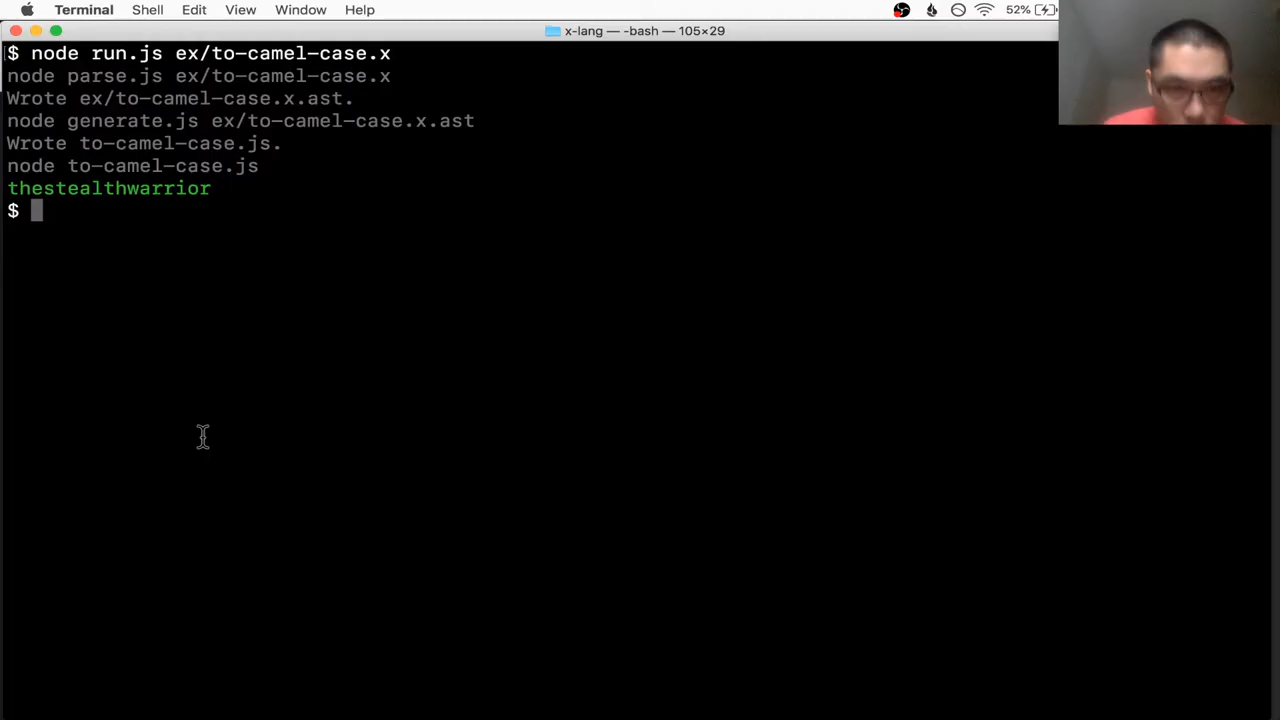 Terminal Shell Edit View Window Help 52%
x-lang — -bash — 105×29
$ node run.js ex/to-camel-case.x
node parse.js ex/to-camel-case.x
Wrote ex/to-camel-case.x.ast.
node generate.js ex/to-camel-case.x.ast
Wrote to-camel-case.js.
node to-camel-case.js
thestealthwarrior
$